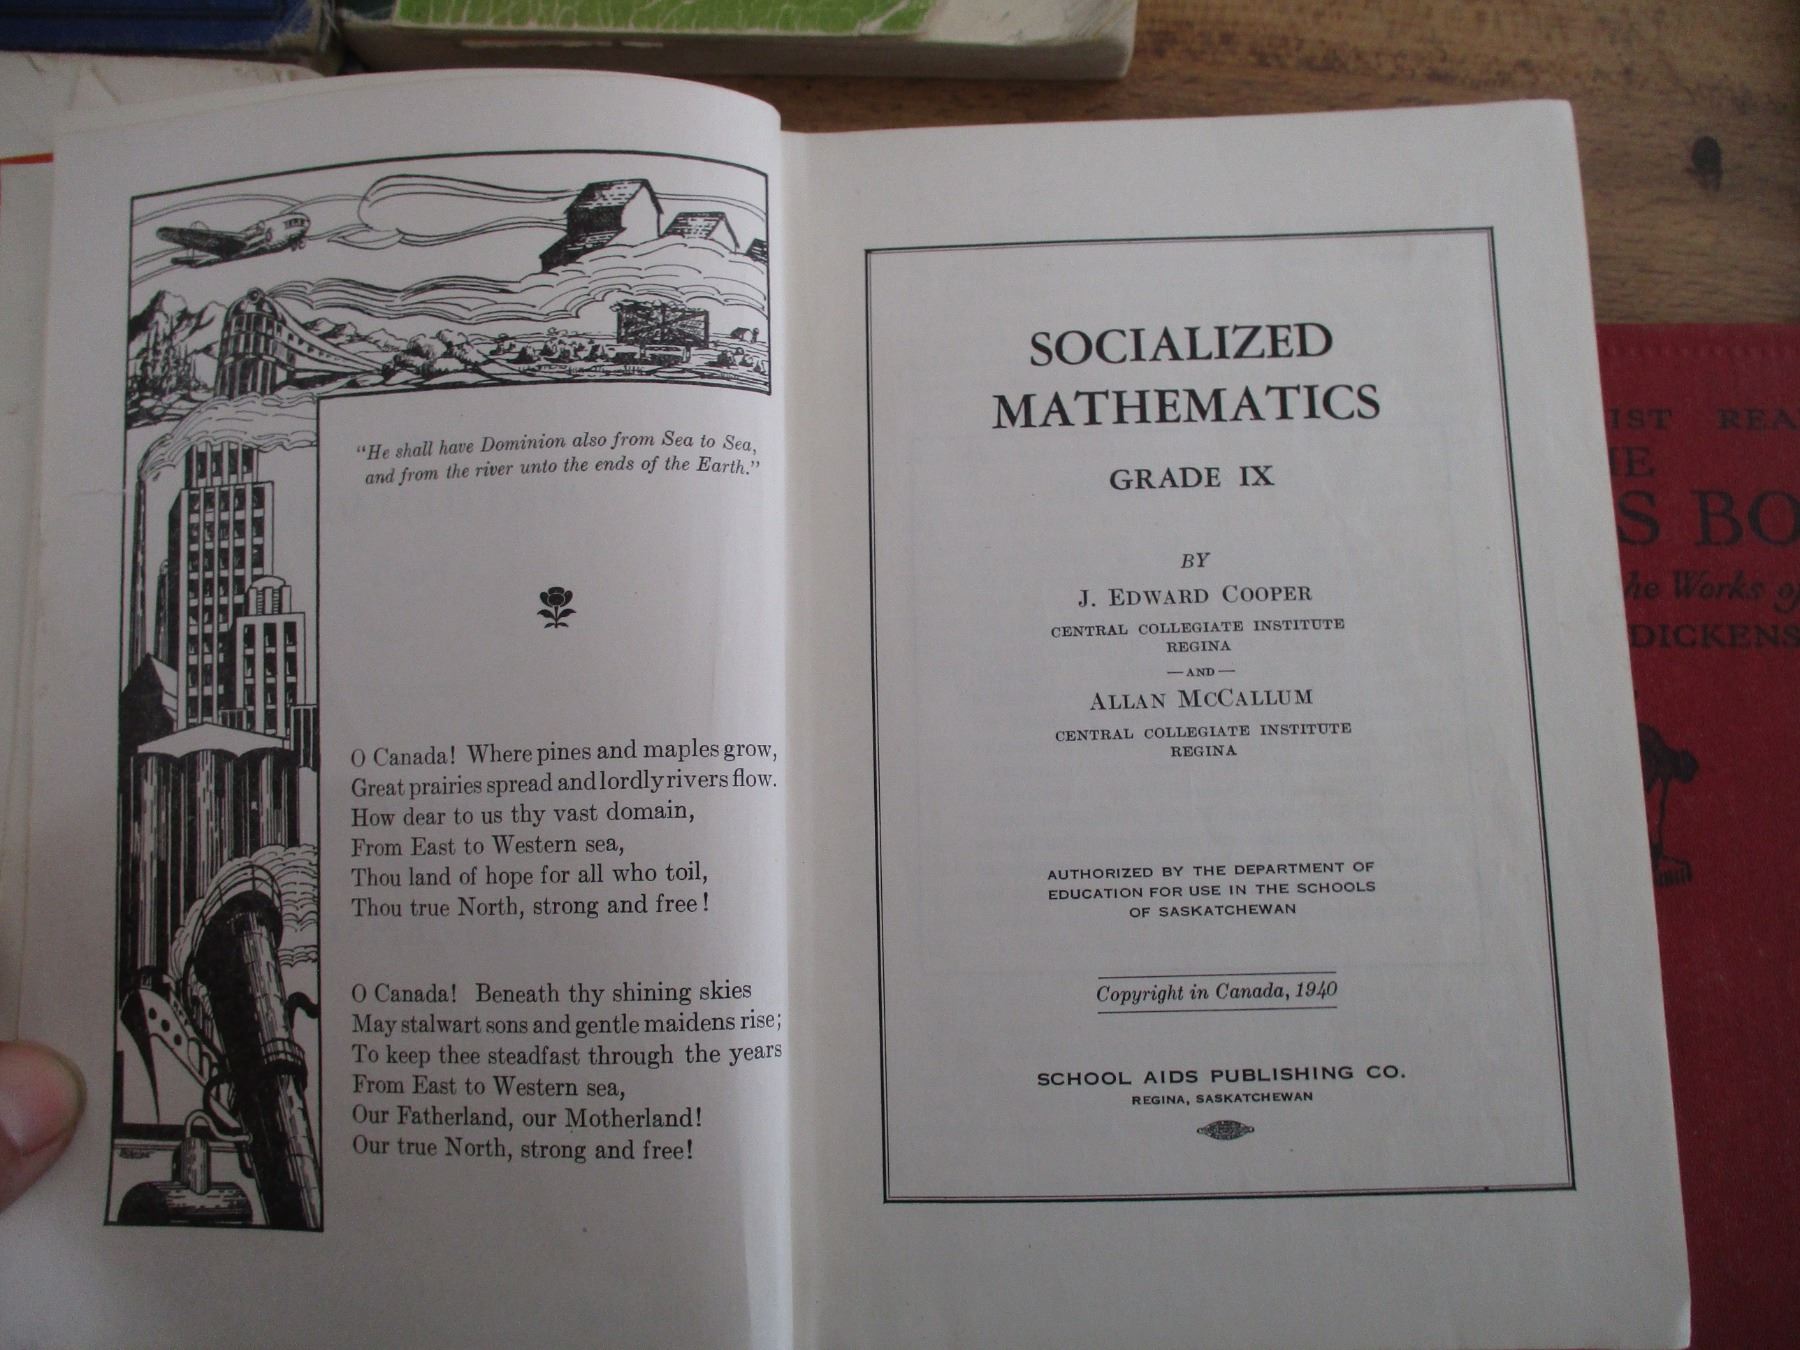 "He shall have Dominion also from Sea to Sea,
and from the river unto the ends of the Earth."
O Canada! Where pines and maples grow,
Great prairies spread and lordly rivers flow.
How dear to us thy vast domain,
From East to Western sea,
Thou land of hope for all who toil,
Thou true North, strong and free!
O Canada! Beneath thy shining skies
May stalwart sons and gentle maidens rise;
To keep thee steadfast through the years
From East to Western sea,
Our Fatherland, our Motherland!
Our true North, strong and free!
SOCIALIZED
MATHEMATICS
GRADE IX
BY
J. EDWARD COOPER
CENTRAL COLLEGIATE INSTITUTE
REGINA
—AND—
ALLAN MCCALLUM
CENTRAL COLLEGIATE INSTITUTE
REGINA
AUTHORIZED BY THE DEPARTMENT OF
EDUCATION FOR USE IN THE SCHOOLS
OF SASKATCHEWAN
Copyright in Canada, 1940
SCHOOL AIDS PUBLISHING CO.
REGINA, SASKATCHEWAN
Works of
DICKENS